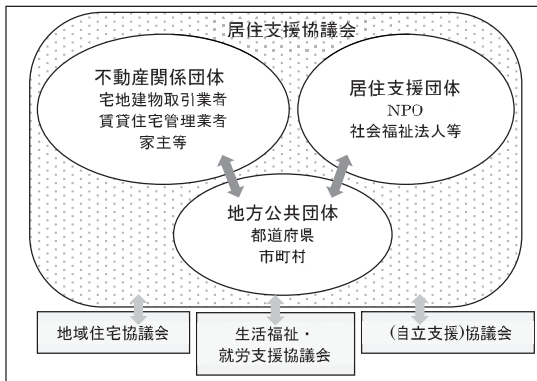 居住支援協議会
不動産関係団体
宅地建物取引業者
賃貸住宅管理業者
家主等
居住支援団体
NPO
社会福祉法人等
地方公共団体
都道府県
市町村
地域住宅協議会
生活福祉・
就労支援協議会
(自立支援)協議会